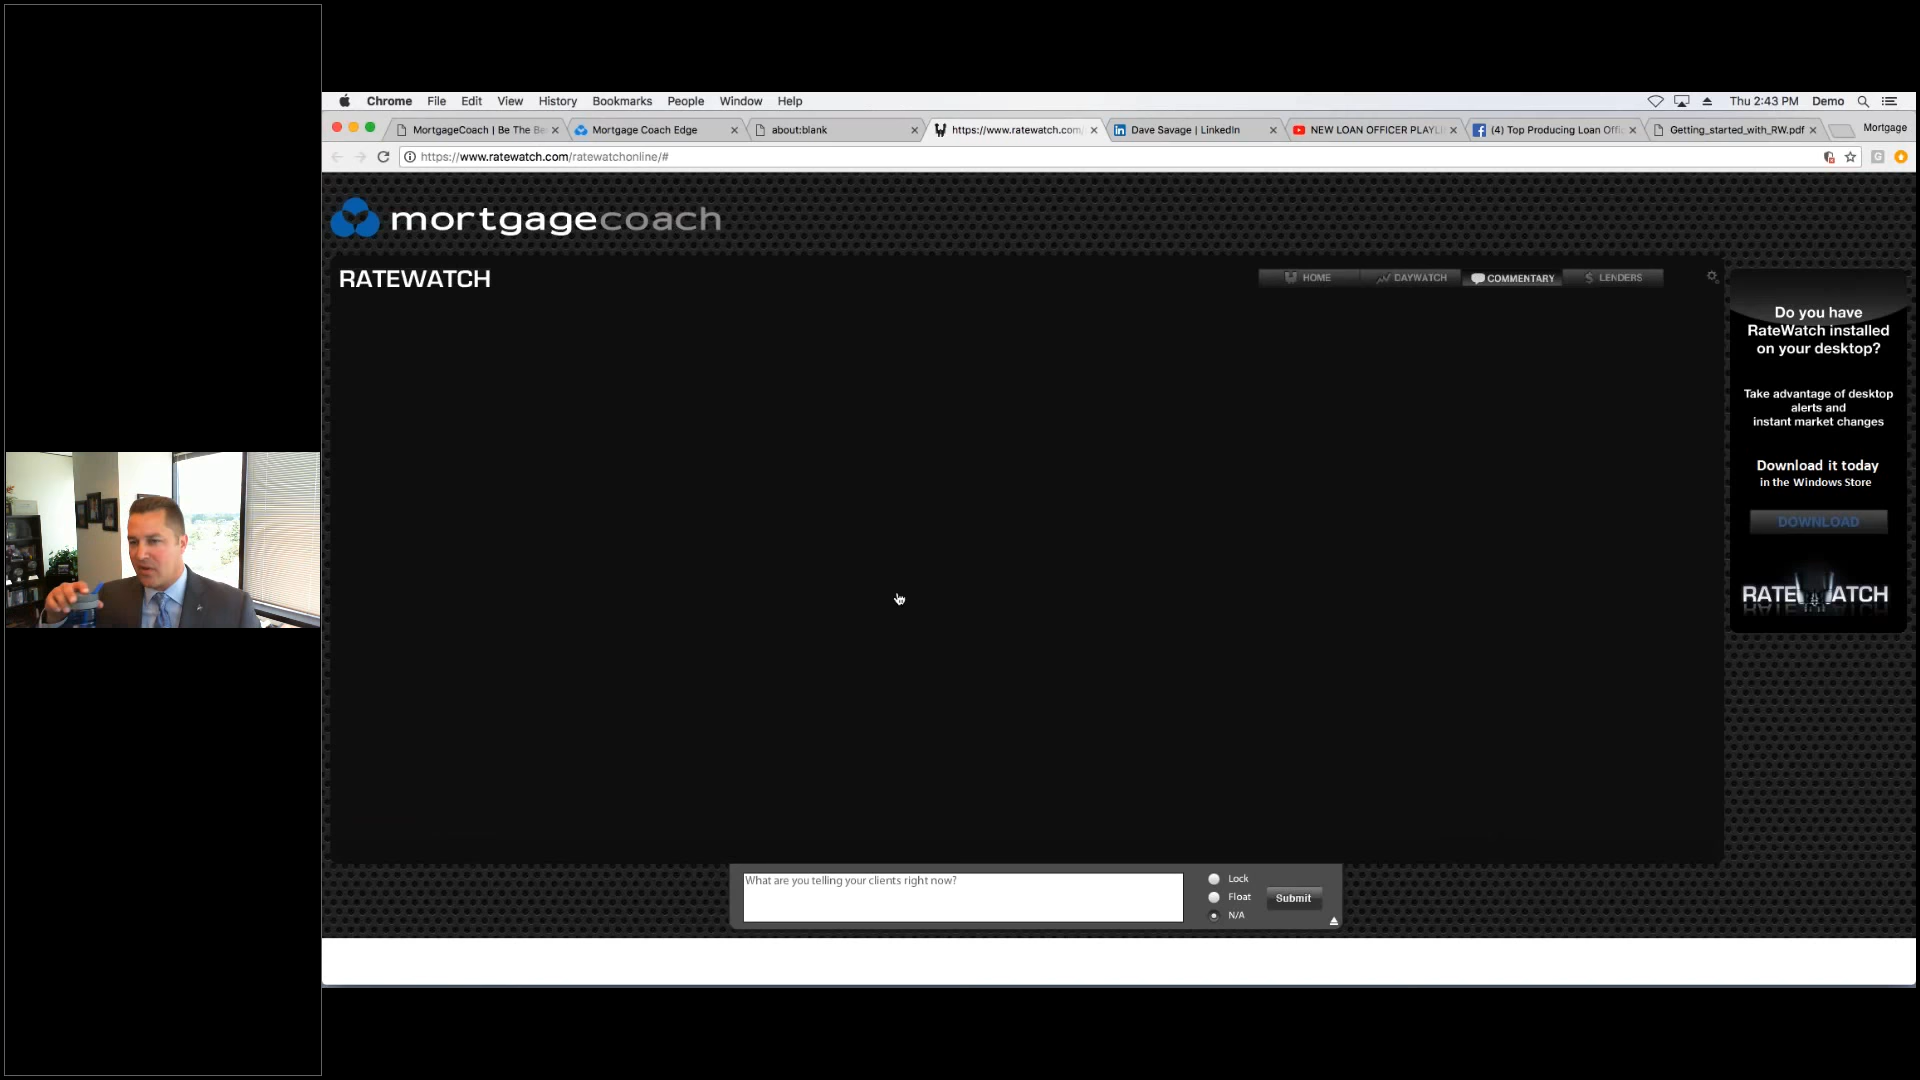 Chrome File Edit View History Bookmarks People Window Help Thu 2:43 PM Demo
MortgageCoach | Be The Be Mortgage Coach Edge about:blank https://www.ratewatch.com/ Dave Savage | LinkedIn NEW LOAN OFFICER PLAYLI (4) Top Producing Loan Offi Getting_started_with_RW.pdf Mortgage
https://www.ratewatch.com/ratewatchonline/#
mortgagecoach
RATEWATCH
HOME DAYWATCH COMMENTARY LENDERS
Do you have
RateWatch installed
on your desktop?
Take advantage of desktop
alerts and
instant market changes
Download it today
in the Windows Store
DOWNLOAD
RATEWATCH
What are you telling your clients right now?
Lock
Float
N/A
Submit